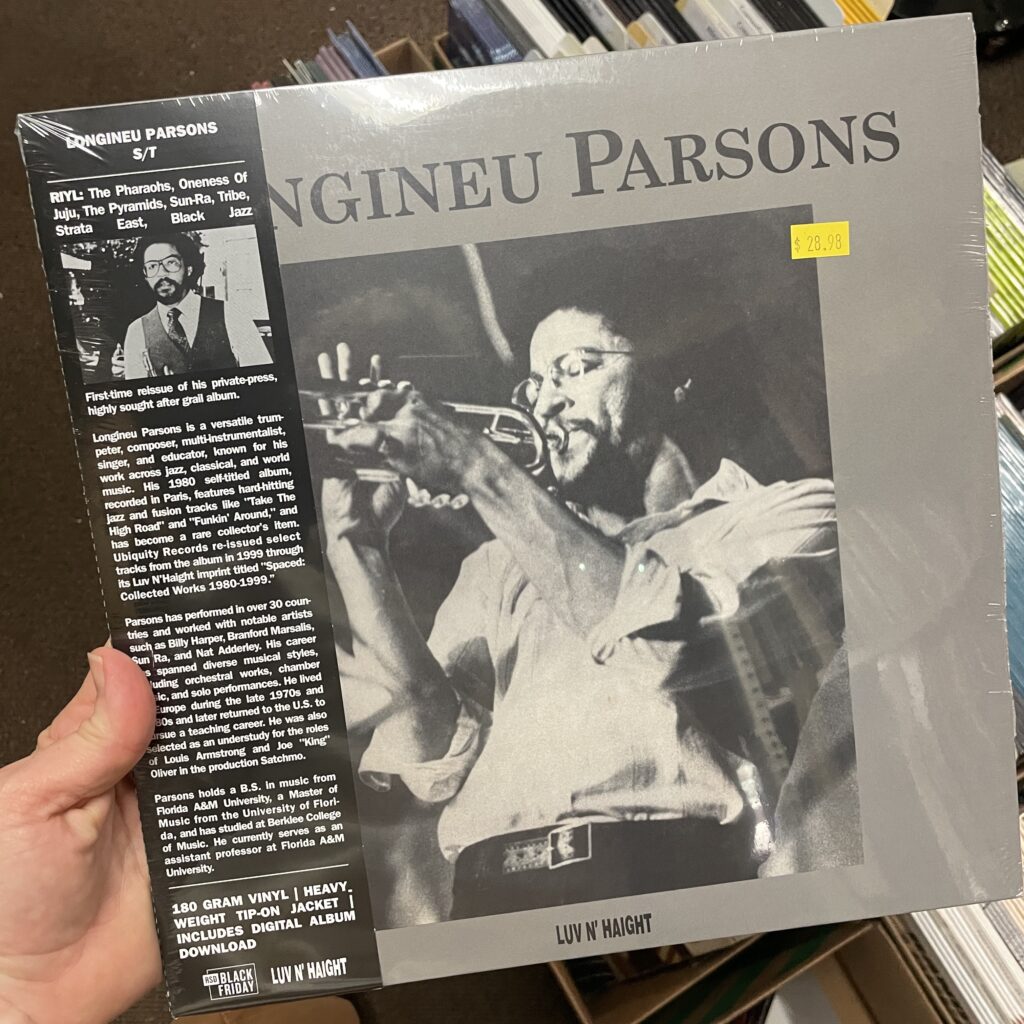 LONGINEU PARSONS
S/T
RIYL: The Pharaohs, Oneness Of
Juju, The Pyramids, Sun-Ra, Tribe,
Strata East, Black Jazz
First-time reissue of his private-press,
highly sought after grail album.
Longineu Parsons is a versatile trum-
peter, composer, multi-instrumentalist,
singer, and educator, known for his
work across jazz, classical, and world
music. His 1980 self-titled album,
recorded in Paris, features hard-hitting
jazz and fusion tracks like "Take The
High Road" and "Funkin' Around," and
has become a rare collector's item.
Ubiquity Records re-issued select
tracks from the album in 1999 through
its Luv N'Haight imprint titled "Spaced:
Collected Works 1980-1999."
Parsons has performed in over 30 coun-
tries and worked with notable artists
such as Billy Harper, Branford Marsalis,
Sun Ra, and Nat Adderley. His career
spanned diverse musical styles,
orchestral works, chamber
and solo performances. He lived
Europe during the late 1970s and
80s and later returned to the U.S. to
a teaching career. He was also
selected as an understudy for the roles
of Louis Armstrong and Joe "King"
Oliver in the production Satchmo.
Parsons holds a B.S. in music from
Florida A&M University, a Master of
Music from the University of Flori-
da, and has studied at Berklee College
of Music. He currently serves as an
assistant professor at Florida A&M
University.
180 GRAM VINYL | HEAVY-
WEIGHT TIP-ON JACKET |
INCLUDES DIGITAL ALBUM
DOWNLOAD
RSD BLACK FRIDAY
LUV N' HAIGHT
NGINEU PARSONS
$ 28.98
LUV N' HAIGHT